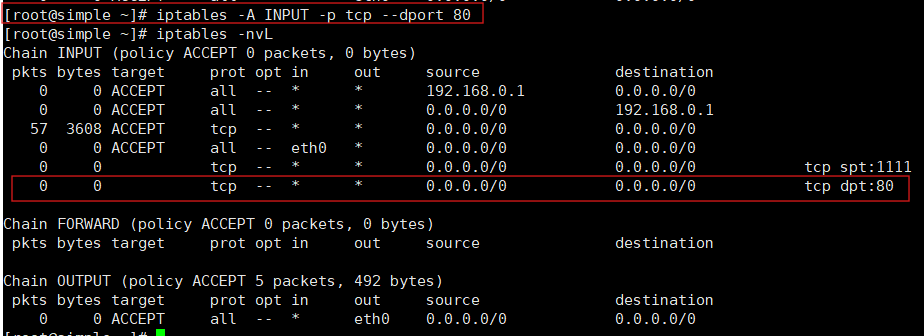 [root@simple ~]# iptables -A INPUT -p tcp --dport 80
[root@simple ~]# iptables -nvL
Chain INPUT (policy ACCEPT 0 packets, 0 bytes)
 pkts bytes target     prot opt in     out     source               destination
    0     0 ACCEPT     all  --  *      *       192.168.0.1          0.0.0.0/0
    0     0 ACCEPT     all  --  *      *       0.0.0.0/0            192.168.0.1
   57  3608 ACCEPT     tcp  --  *      *       0.0.0.0/0            0.0.0.0/0
    0     0 ACCEPT     all  --  eth0   *       0.0.0.0/0            0.0.0.0/0
    0     0            tcp  --  *      *       0.0.0.0/0            0.0.0.0/0            tcp spt:1111
    0     0            tcp  --  *      *       0.0.0.0/0            0.0.0.0/0            tcp dpt:80
Chain FORWARD (policy ACCEPT 0 packets, 0 bytes)
 pkts bytes target     prot opt in     out     source               destination
Chain OUTPUT (policy ACCEPT 5 packets, 492 bytes)
 pkts bytes target     prot opt in     out     source               destination
    0     0 ACCEPT     all  --  *      eth0    0.0.0.0/0            0.0.0.0/0
[root@simple ~]#